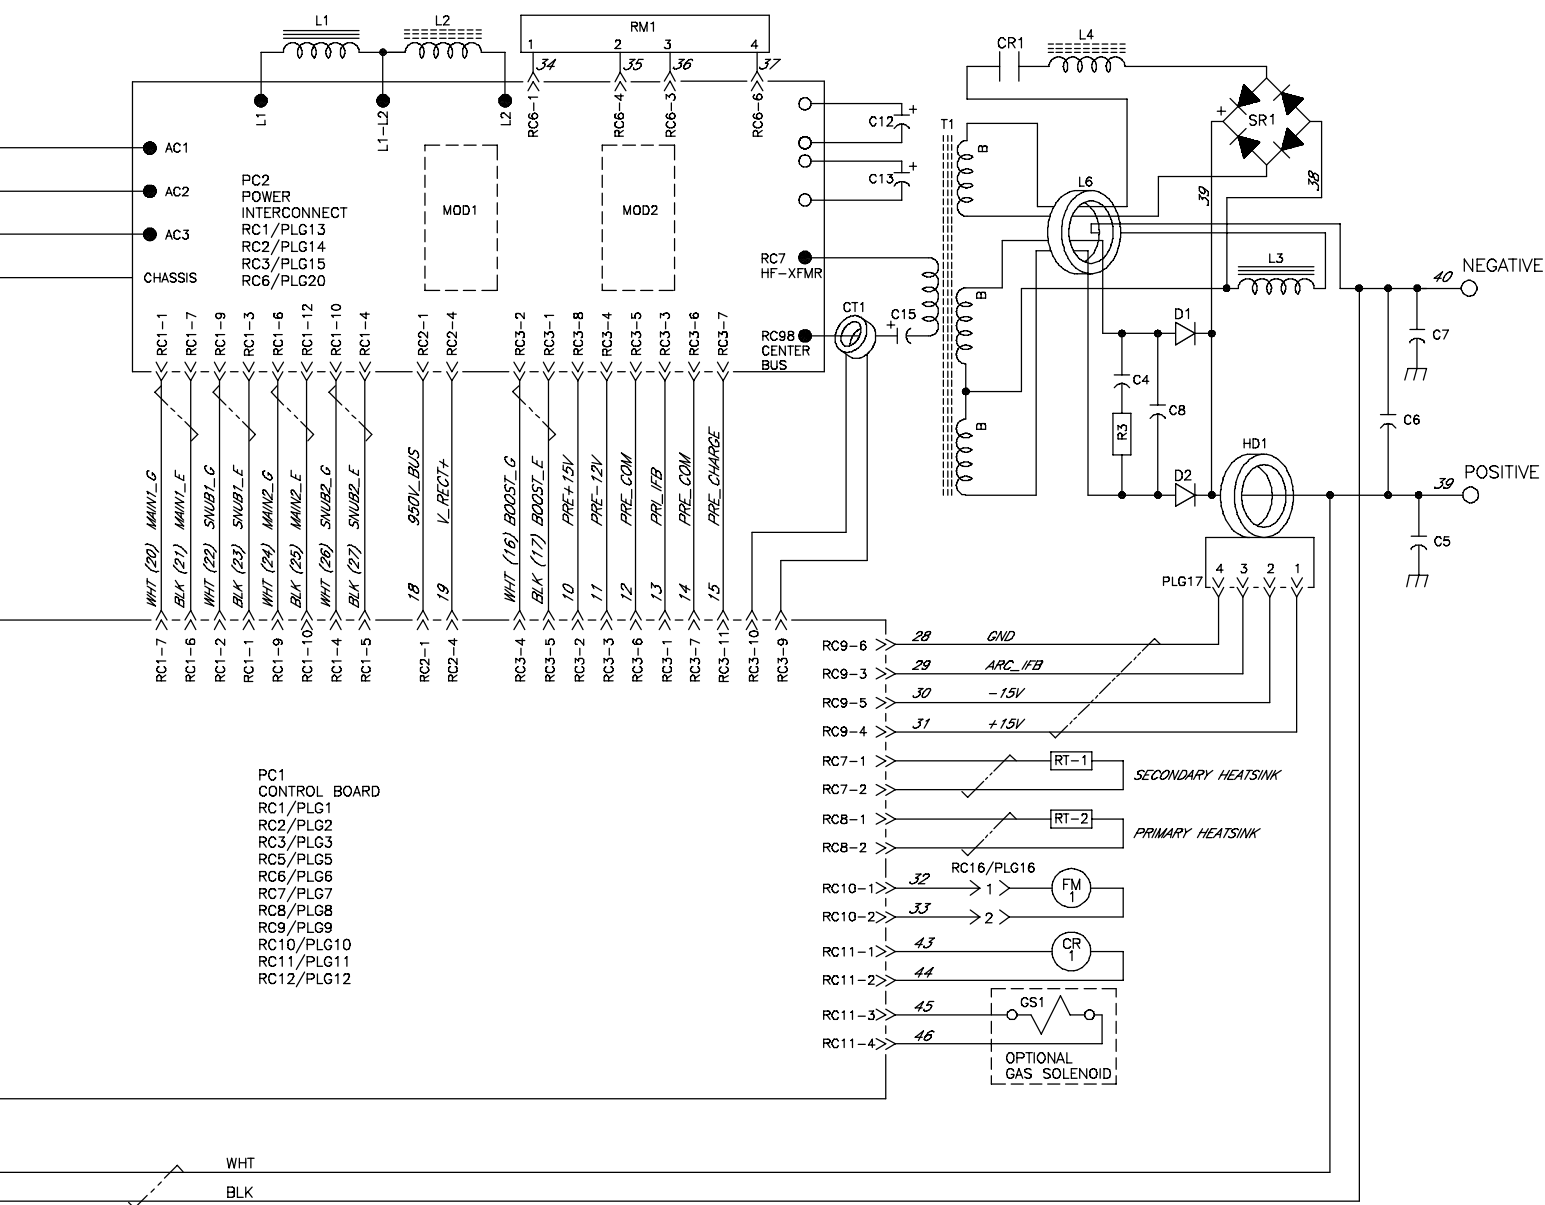 L1
L2
RM1
1
2
3
4
34
35
36
37
CR1
L4
L1
L1-L2
L2
RC6-1
RC6-4
RC6-3
RC6-6
C12
+
C13
+
T1
B
+
SR1
AC1
AC2
AC3
CHASSIS
PC2
POWER
INTERCONNECT
RC1/PLG13
RC2/PLG14
RC3/PLG15
RC6/PLG20
MOD1
MOD2
L6
39
38
RC7
HF-XFMR
CT1
+
C15
RC98
CENTER
BUS
B
L3
40
NEGATIVE
D1
C7
C4
C8
R3
C6
B
HD1
D2
39
POSITIVE
C5
RC1-1
RC1-7
RC1-9
RC1-3
RC1-6
RC1-12
RC1-10
RC1-4
RC2-1
RC2-4
RC3-2
RC3-1
RC3-8
RC3-4
RC3-5
RC3-3
RC3-6
RC3-7
WHT (20) MAIN1_G
BLK (21) MAIN1_E
WHT (22) SNUB1_G
BLK (23) SNUB1_E
WHT (24) MAIN2_G
BLK (25) MAIN2_E
WHT (26) SNUB2_G
BLK (27) SNUB2_E
18 950V_BUS
19 V_RECT+
WHT (16) BOOST_G
BLK (17) BOOST_E
10 PRE+15V
11 PRE-12V
12 PRE_COM
13 PRI_IFB
14 PRE_COM
15 PRE_CHARGE
PLG17
4
3
2
1
RC1-7
RC1-6
RC1-2
RC1-1
RC1-9
RC1-10
RC1-4
RC1-5
RC2-1
RC2-4
RC3-4
RC3-5
RC3-2
RC3-3
RC3-6
RC3-1
RC3-7
RC3-11
RC3-10
RC3-9
RC9-6
28
GND
RC9-3
29
ARC_IFB
RC9-5
30
-15V
RC9-4
31
+15V
RC7-1
RT-1
SECONDARY HEATSINK
RC7-2
RC8-1
RT-2
PRIMARY HEATSINK
RC8-2
RC16/PLG16
RC10-1
32
1
FM
1
RC10-2
33
2
RC11-1
43
CR
1
RC11-2
44
RC11-3
45
GS1
RC11-4
46
OPTIONAL
GAS SOLENOID
PC1
CONTROL BOARD
RC1/PLG1
RC2/PLG2
RC3/PLG3
RC5/PLG5
RC6/PLG6
RC7/PLG7
RC8/PLG8
RC9/PLG9
RC10/PLG10
RC11/PLG11
RC12/PLG12
WHT
BLK